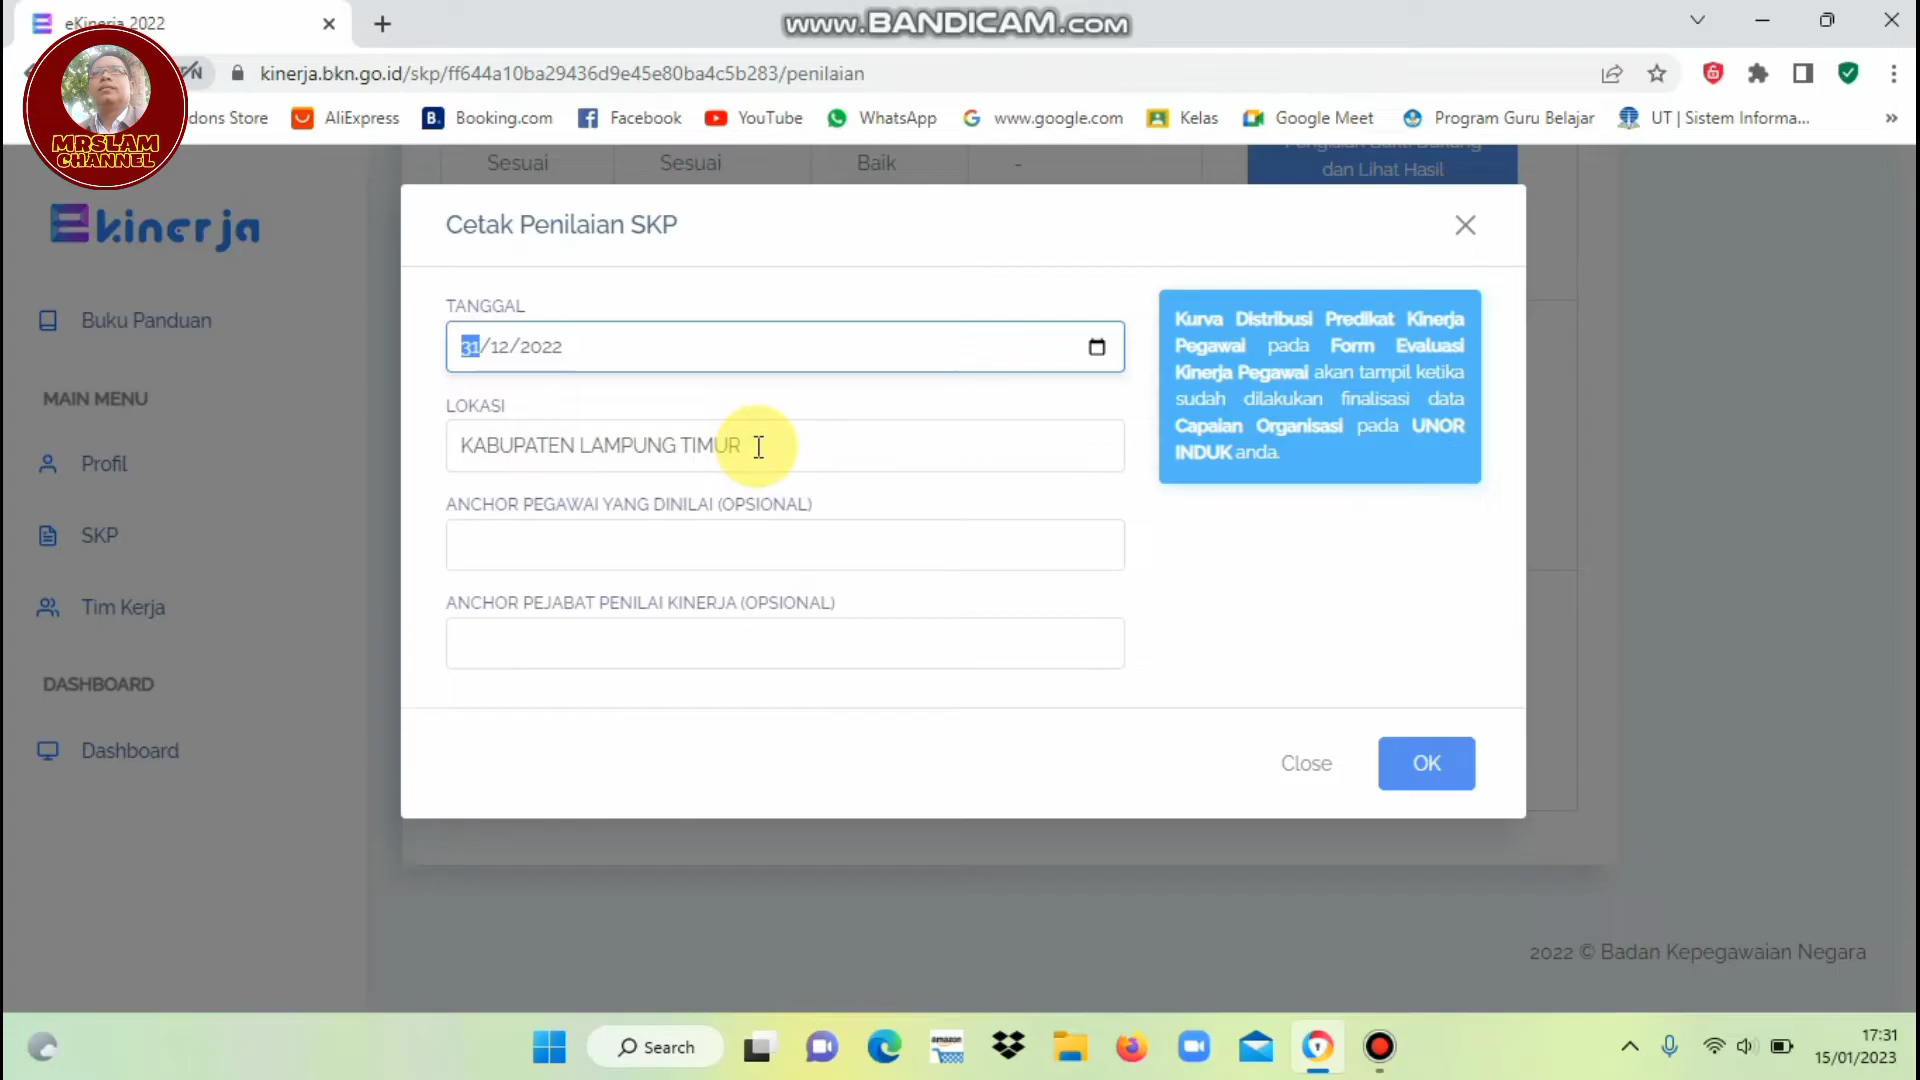 eKinerja 2022
www.BANDICAM.com
kinerja.bkn.go.id/skp/ff644a10ba29436d9e45e80ba4c5b283/penilaian
dons Store
AliExpress
Booking.com
Facebook
YouTube
WhatsApp
www.google.com
Kelas
Google Meet
Program Guru Belajar
UT | Sistem Informa...
»
MRSLAM
CHANNEL
Sesuai
Sesuai
Baik
-
dan Lihat Hasil
Ekinerja
Buku Panduan
MAIN MENU
Profil
SKP
Tim Kerja
DASHBOARD
Dashboard
Cetak Penilaian SKP
TANGGAL
31/12/2022
LOKASI
KABUPATEN LAMPUNG TIMUR
ANCHOR PEGAWAI YANG DINILAI (OPSIONAL)
ANCHOR PEJABAT PENILAI KINERJA (OPSIONAL)
Kurva Distribusi Predikat Kinerja
Pegawai pada Form Evaluasi
Kinerja Pegawai akan tampil ketika
sudah dilakukan finalisasi data
Capaian Organisasi pada UNOR
INDUK anda.
Close
OK
2022 © Badan Kepegawaian Negara
Search
amazon
17:31
15/01/2023